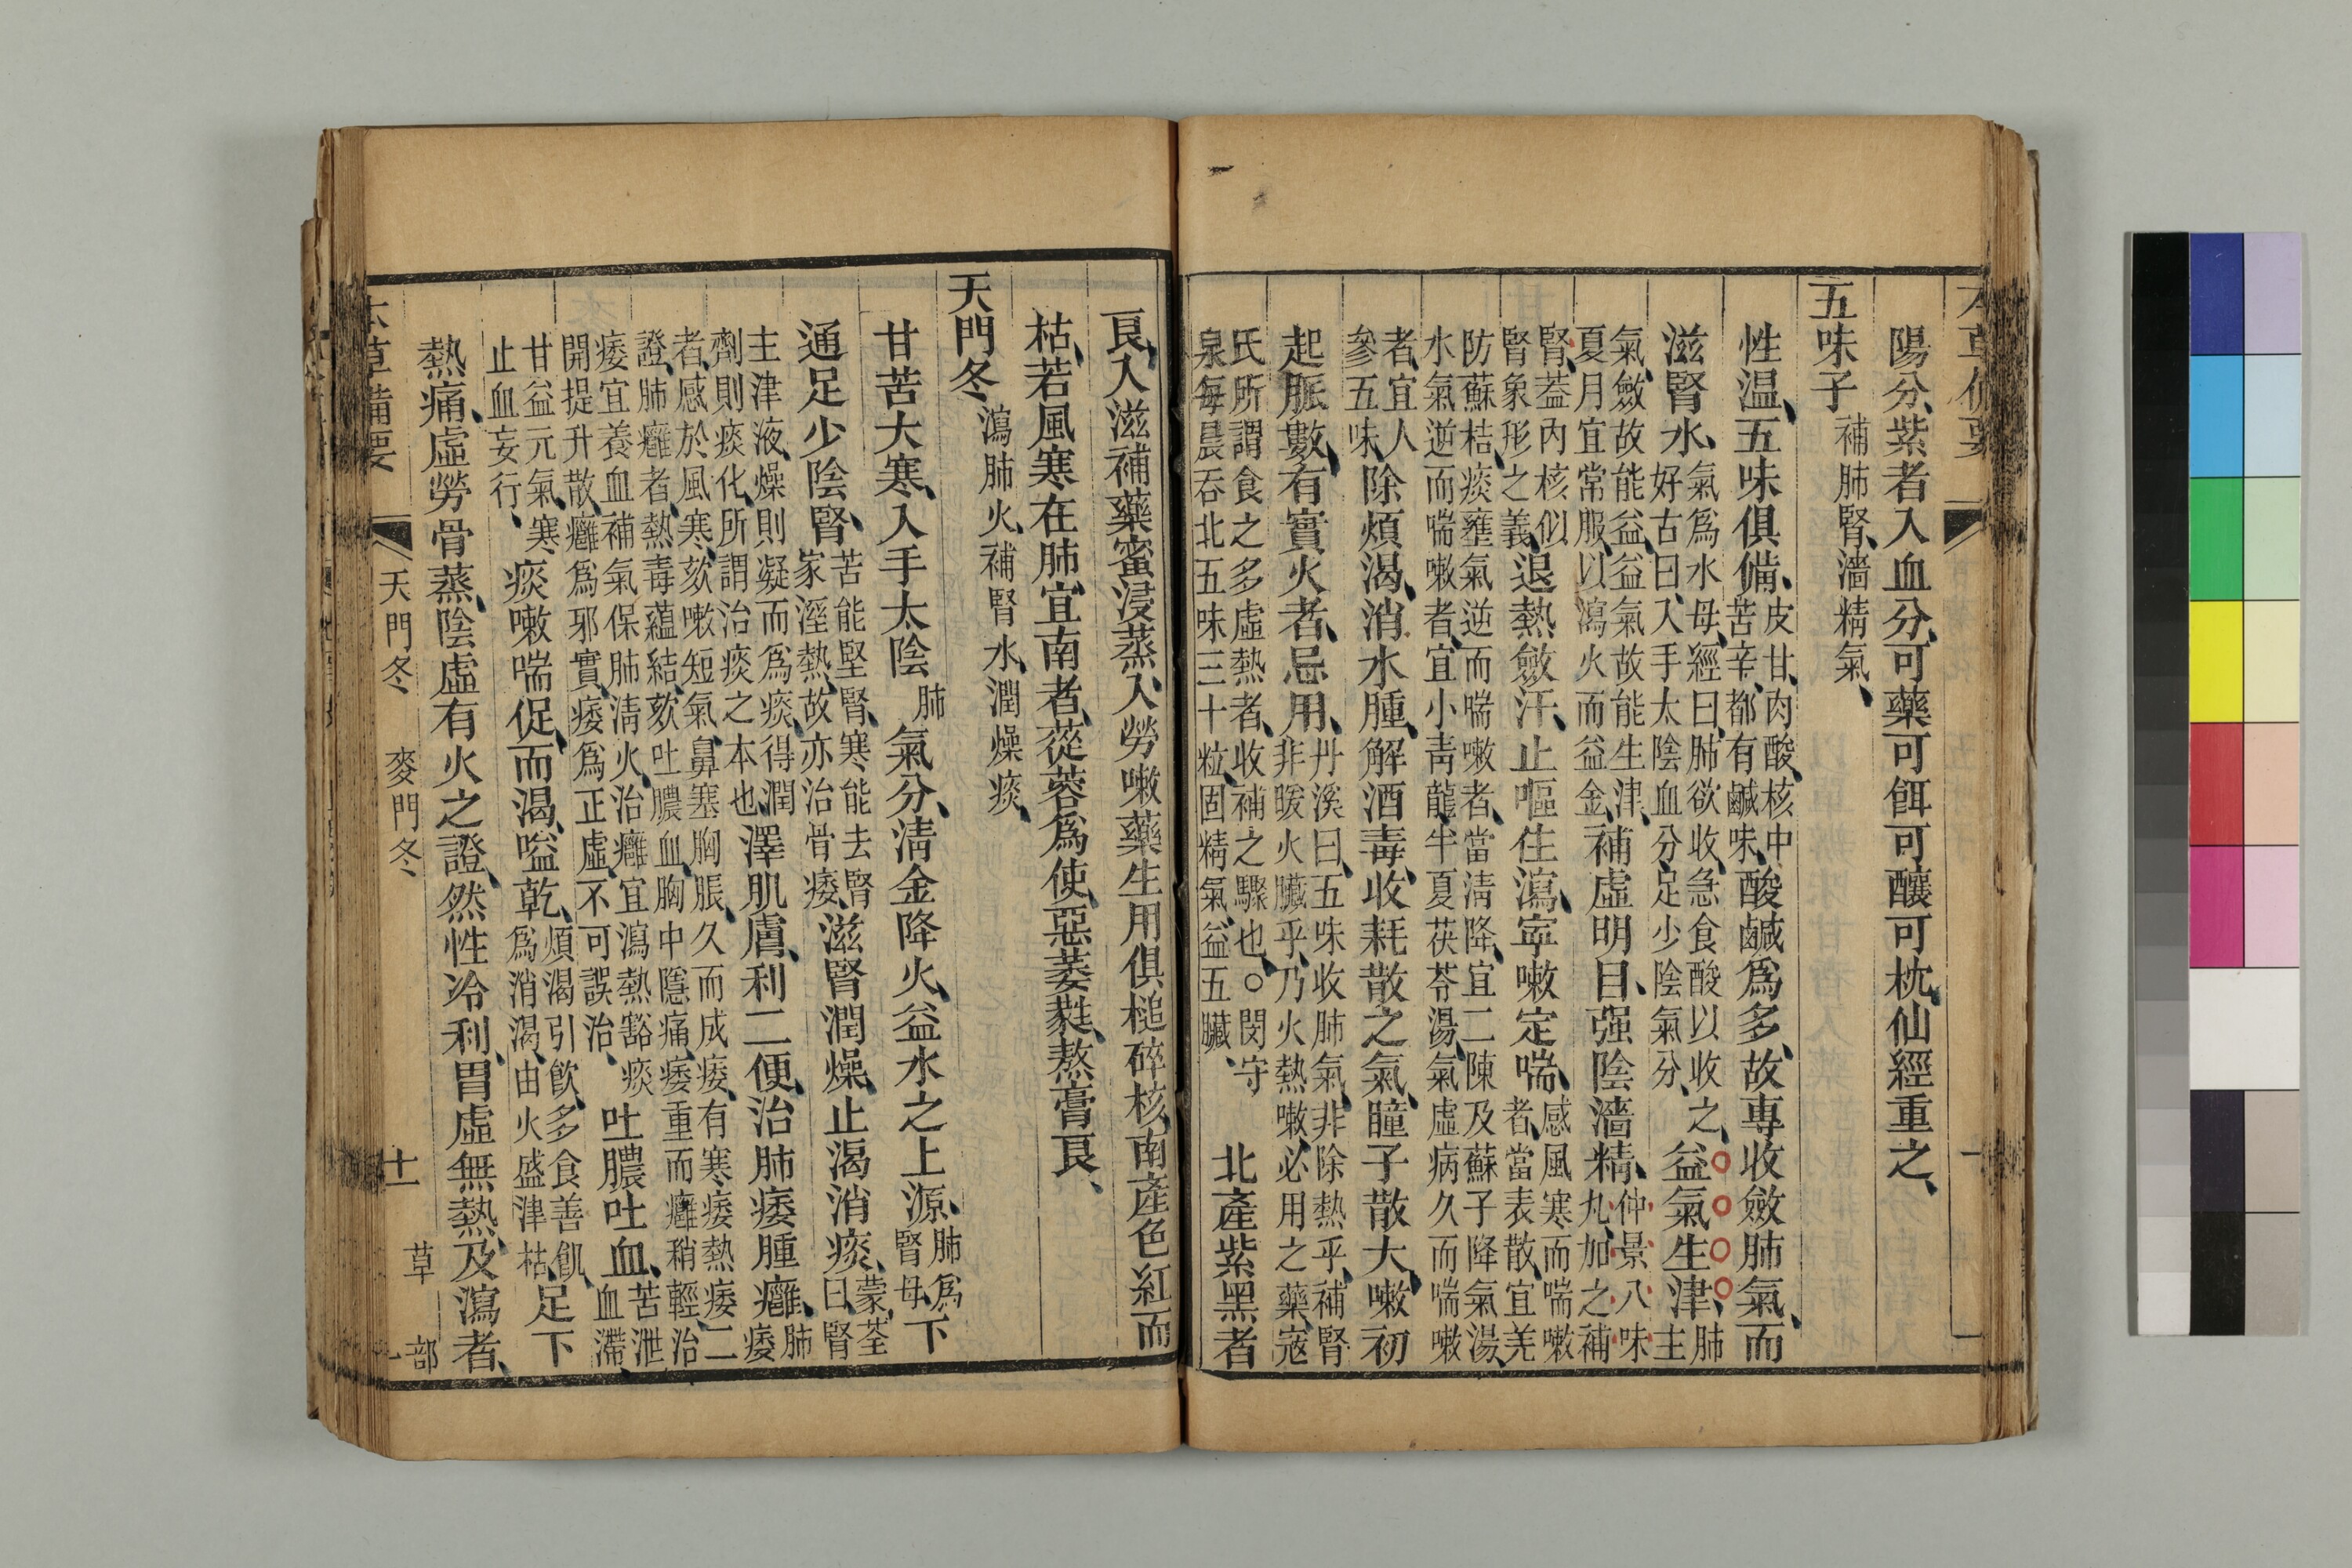 陽分、紫者入血分、可藥可餌可釀可枕、仙經重之、
五味子補肺腎、濇精氣、
性温、五味俱備、皮甘、肉酸、核中苦辛、都有鹹味、酸鹹爲多、故專收斂肺氣、而
滋腎水、氣爲水母、經曰、肺欲收、急食酸以收之、好古曰、入手太陰血分、足少陰氣分、益氣生津、肺主
氣、斂故能益、益氣故能生津、夏月宜常服、以瀉火而益金、補虛明目、强陰濇精、仲景八味丸、加之補
腎、葢內核似腎、象形之義、退熱斂汗、止嘔住瀉、寧嗽定喘、感風寒而喘嗽者、當表散、宜羌
防蘇桔、痰壅氣逆而喘嗽者、當淸降、宜二陳及蘇子降氣湯、水氣逆而喘嗽者、宜小靑龍半夏茯苓湯、氣虛病久而喘嗽
者、宜人參五味、除煩渴、消水腫、解酒毒、收耗散之氣、瞳子散大、嗽初
起脈數、有實火者、忌用、丹溪曰、五味收肺氣、非除熱乎、補腎非暖火臟乎、乃火熱嗽必用之藥、寇
氏所謂食之多虛熱者、收補之驟也、○閔守泉每晨吞北五味三十粒、固精氣、益五臟、北產紫黑者
良、入滋補藥蜜浸蒸、入勞嗽藥生用、俱槌碎核、南產色紅而
枯、若風寒在肺宜南者、蓯蓉爲使、惡萎蕤、熬膏良、
天門冬瀉肺火、補腎水、潤燥痰、
甘苦大寒、入手太陰肺氣分、淸金降火、益水之上源、肺爲腎母、下
通足少陰腎、苦能堅腎、寒能去腎家溼熱、故亦治骨痿、滋腎潤燥、止渴消痰、蒙荃曰、腎
主津液、燥則凝而爲痰、得潤劑則痰化、所謂治痰之本也、澤肌膚、利二便、治肺痿腫癰、肺痿
者、感於風寒、欬嗽短氣、鼻塞胸脹、久而成痿、有寒痿熱痿二證、肺癰者、熱毒蘊結、欬吐膿血、胸中隱痛、痿重而癰稍輕、治
痿宜養血補氣保肺淸火、治癰宜瀉熱豁痰開提升散、癰爲邪實、痿爲正虛、不可誤治、吐膿吐血、苦泄血滯、
甘益元氣、寒止血妄行、痰嗽喘促、而渴嗌乾、煩渴引飮、多食善飢、爲消渴、由火盛津枯、足下
熱痛、虛勞骨蒸、陰虛有火之證、然性冷利、胃虛無熱、及瀉者、
本草備要 天門冬 麥門冬 十一 草部